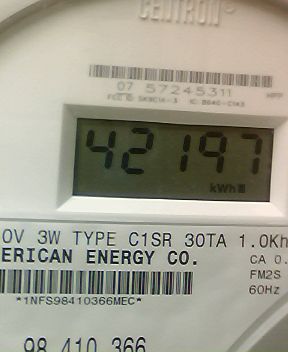 CENTRON®
07 57245311
42197
kWh
0V 3W TYPE C1SR 30TA 1.0Kh
ERICAN ENERGY CO.
CA 0.
FM2S
60Hz
*1NFS98410366MEC*
98 410 366